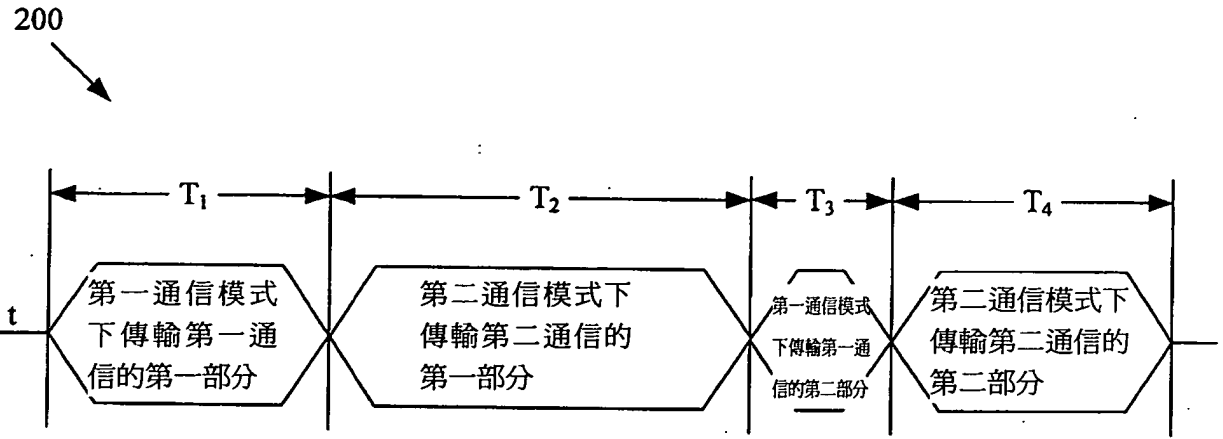 200
T₁
T₂
T₃
T₄
t
第一通信模式
下傳輸第一通
信的第一部分
第二通信模式下
傳輸第二通信的
第一部分
第一通信模式
下傳輸第一通
信的第二部分
第二通信模式下
傳輸第二通信的
第二部分